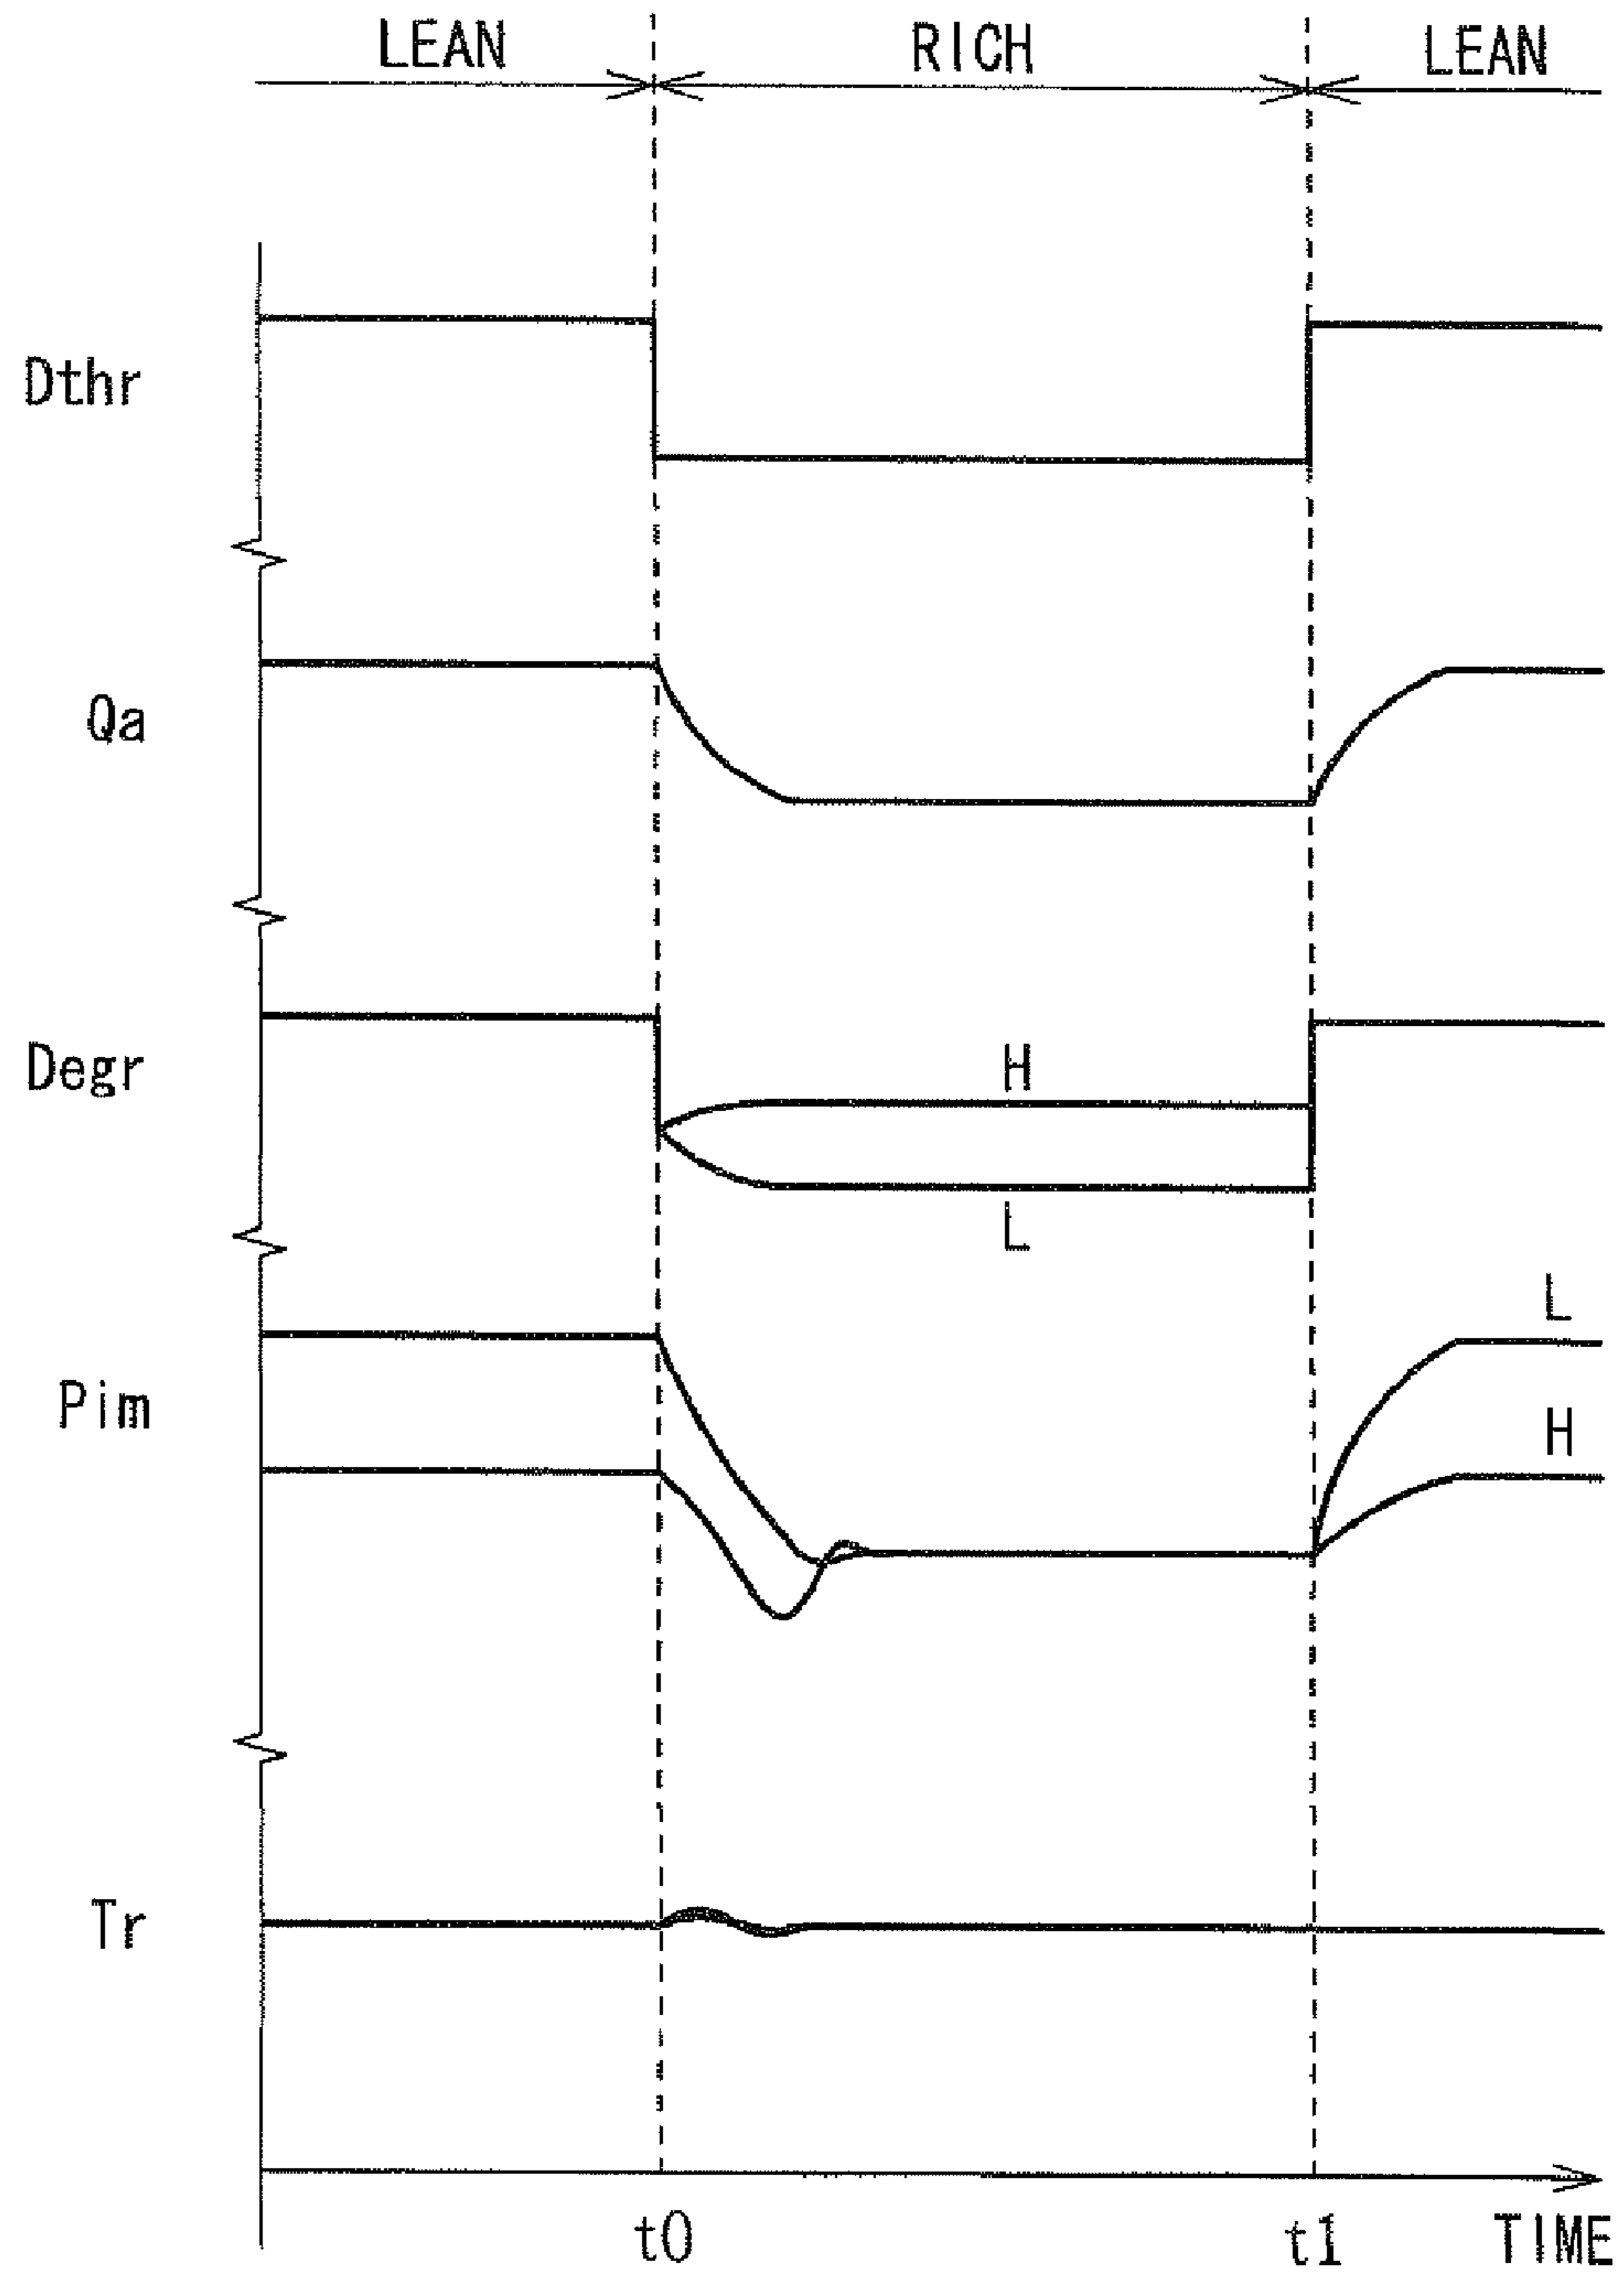 LEAN RICH LEAN
Dthr
Qa
Degr
H
L
L
Pim
H
Tr
t0 t1 TIME